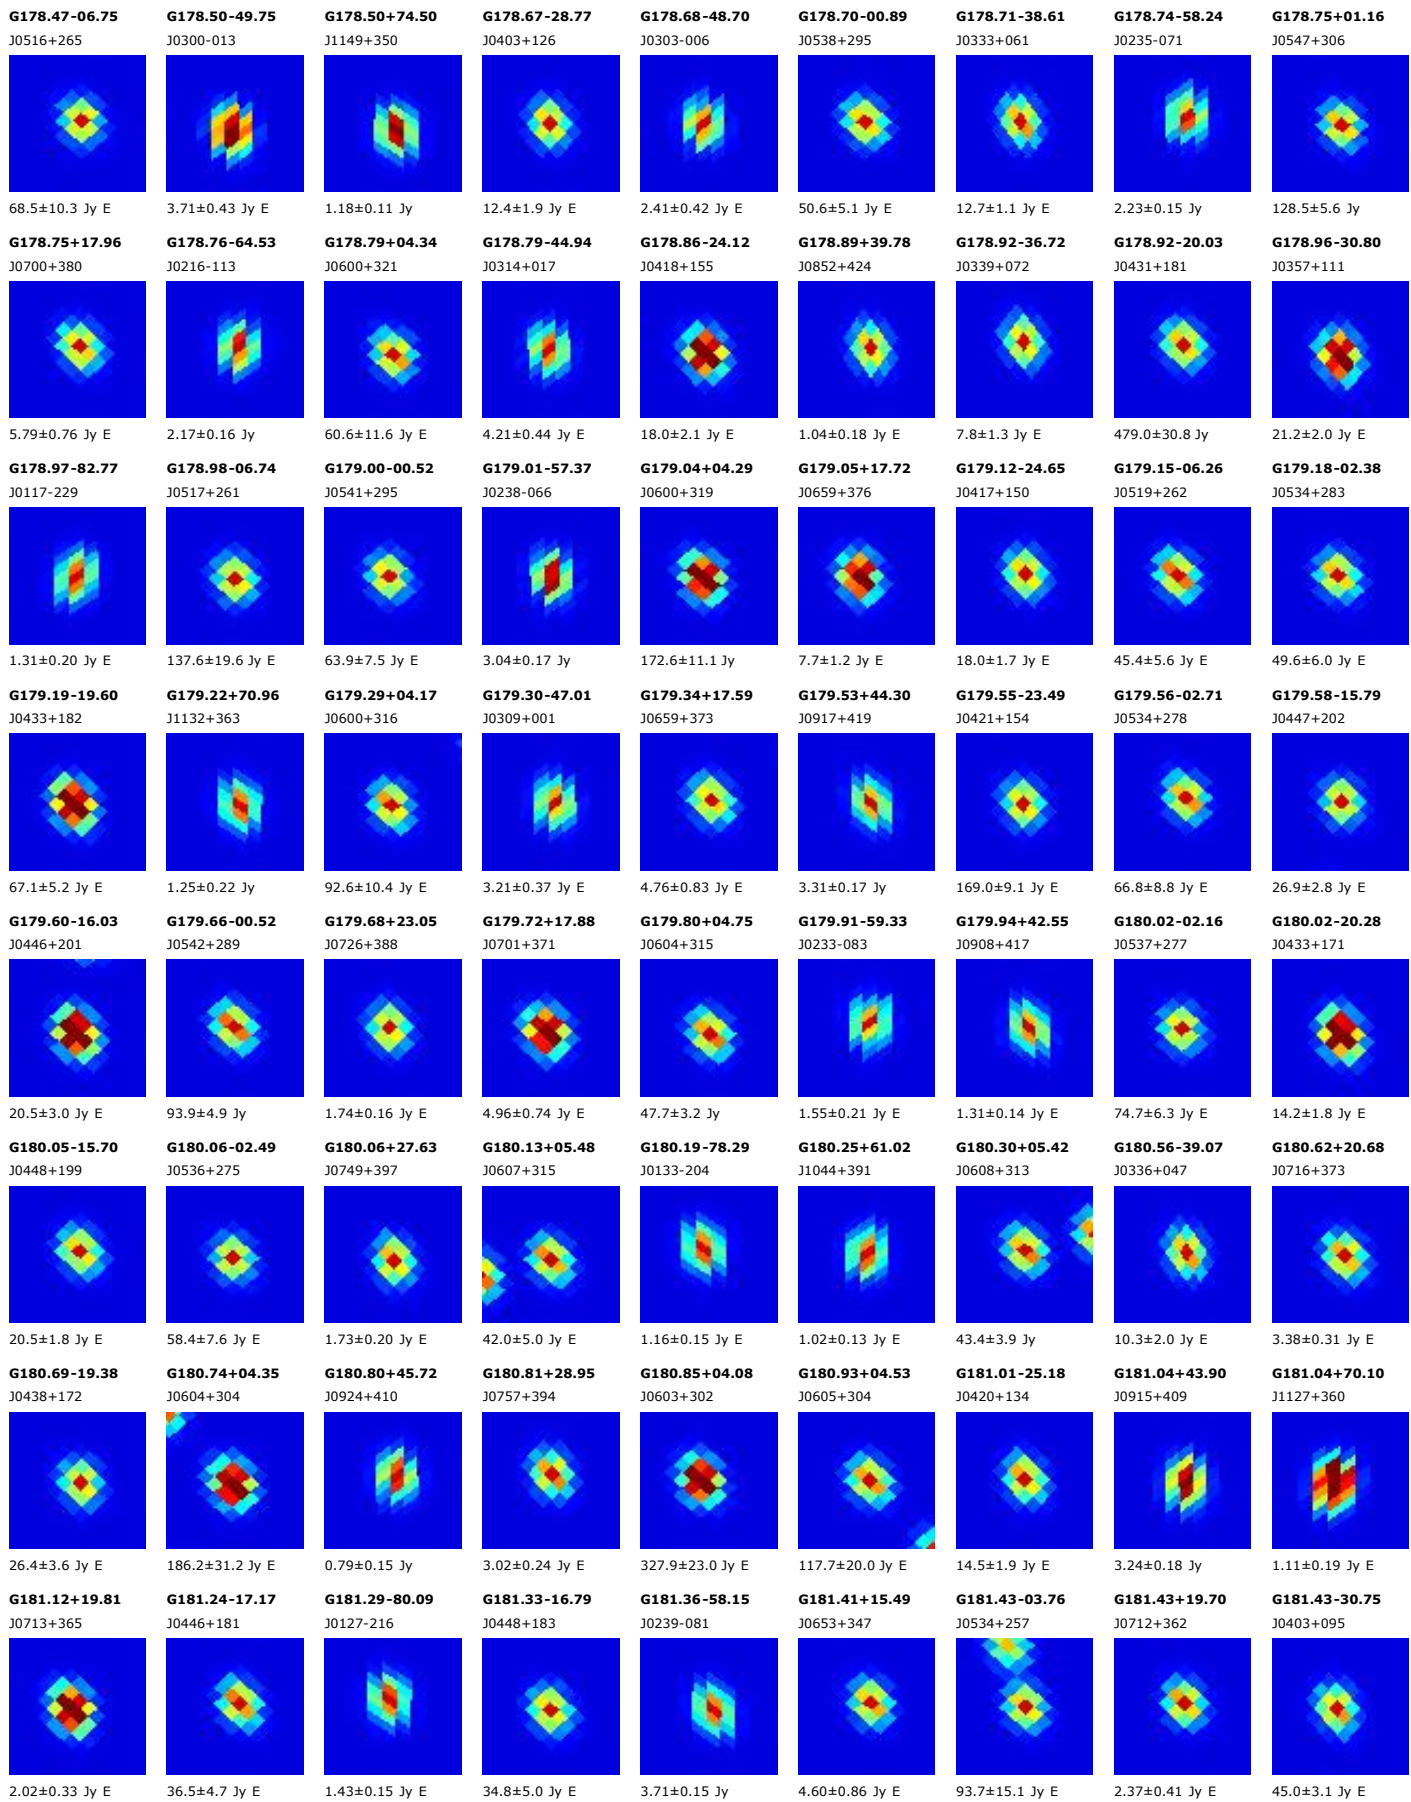 G178.47-06.75 G178.50-49.75 G178.50+74.50 G178.67-28.77 G178.68-48.70 G178.70-00.89 G178.71-38.61 G178.74-58.24 G178.75+01.16
J0516+265 J0300-013 J1149+350 J0403+126 J0303-006 J0538+295 J0333+061 J0235-071 J0547+306
68.5±10.3 Jy E 3.71±0.43 Jy E 1.18±0.11 Jy 12.4±1.9 Jy E 2.41±0.42 Jy E 50.6±5.1 Jy E 12.7±1.1 Jy E 2.23±0.15 Jy 128.5±5.6 Jy
G178.75+17.96 G178.76-64.53 G178.79+04.34 G178.79-44.94 G178.86-24.12 G178.89+39.78 G178.92-36.72 G178.92-20.03 G178.96-30.80
J0700+380 J0216-113 J0600+321 J0314+017 J0418+155 J0852+424 J0339+072 J0431+181 J0357+111
5.79±0.76 Jy E 2.17±0.16 Jy 60.6±11.6 Jy E 4.21±0.44 Jy E 18.0±2.1 Jy E 1.04±0.18 Jy E 7.8±1.3 Jy E 479.0±30.8 Jy 21.2±2.0 Jy E
G178.97-82.77 G178.98-06.74 G179.00-00.52 G179.01-57.37 G179.04+04.29 G179.05+17.72 G179.12-24.65 G179.15-06.26 G179.18-02.38
J0117-229 J0517+261 J0541+295 J0238-066 J0600+319 J0659+376 J0417+150 J0519+262 J0534+283
1.31±0.20 Jy E 137.6±19.6 Jy E 63.9±7.5 Jy E 3.04±0.17 Jy 172.6±11.1 Jy 7.7±1.2 Jy E 18.0±1.7 Jy E 45.4±5.6 Jy E 49.6±6.0 Jy E
G179.19-19.60 G179.22+70.96 G179.29+04.17 G179.30-47.01 G179.34+17.59 G179.53+44.30 G179.55-23.49 G179.56-02.71 G179.58-15.79
J0433+182 J1132+363 J0600+316 J0309+001 J0659+373 J0917+419 J0421+154 J0534+278 J0447+202
67.1±5.2 Jy E 1.25±0.22 Jy 92.6±10.4 Jy E 3.21±0.37 Jy E 4.76±0.83 Jy E 3.31±0.17 Jy 169.0±9.1 Jy E 66.8±8.8 Jy E 26.9±2.8 Jy E
G179.60-16.03 G179.66-00.52 G179.68+23.05 G179.72+17.88 G179.80+04.75 G179.91-59.33 G179.94+42.55 G180.02-02.16 G180.02-20.28
J0446+201 J0542+289 J0726+388 J0701+371 J0604+315 J0233-083 J0908+417 J0537+277 J0433+171
20.5±3.0 Jy E 93.9±4.9 Jy 1.74±0.16 Jy E 4.96±0.74 Jy E 47.7±3.2 Jy 1.55±0.21 Jy E 1.31±0.14 Jy E 74.7±6.3 Jy E 14.2±1.8 Jy E
G180.05-15.70 G180.06-02.49 G180.06+27.63 G180.13+05.48 G180.19-78.29 G180.25+61.02 G180.30+05.42 G180.56-39.07 G180.62+20.68
J0448+199 J0536+275 J0749+397 J0607+315 J0133-204 J1044+391 J0608+313 J0336+047 J0716+373
20.5±1.8 Jy E 58.4±7.6 Jy E 1.73±0.20 Jy E 42.0±5.0 Jy E 1.16±0.15 Jy E 1.02±0.13 Jy E 43.4±3.9 Jy 10.3±2.0 Jy E 3.38±0.31 Jy E
G180.69-19.38 G180.74+04.35 G180.80+45.72 G180.81+28.95 G180.85+04.08 G180.93+04.53 G181.01-25.18 G181.04+43.90 G181.04+70.10
J0438+172 J0604+304 J0924+410 J0757+394 J0603+302 J0605+304 J0420+134 J0915+409 J1127+360
26.4±3.6 Jy E 186.2±31.2 Jy E 0.79±0.15 Jy 3.02±0.24 Jy E 327.9±23.0 Jy E 117.7±20.0 Jy E 14.5±1.9 Jy E 3.24±0.18 Jy 1.11±0.19 Jy E
G181.12+19.81 G181.24-17.17 G181.29-80.09 G181.33-16.79 G181.36-58.15 G181.41+15.49 G181.43-03.76 G181.43+19.70 G181.43-30.75
J0713+365 J0446+181 J0127-216 J0448+183 J0239-081 J0653+347 J0534+257 J0712+362 J0403+095
2.02±0.33 Jy E 36.5±4.7 Jy E 1.43±0.15 Jy E 34.8±5.0 Jy E 3.71±0.15 Jy 4.60±0.86 Jy E 93.7±15.1 Jy E 2.37±0.41 Jy E 45.0±3.1 Jy E